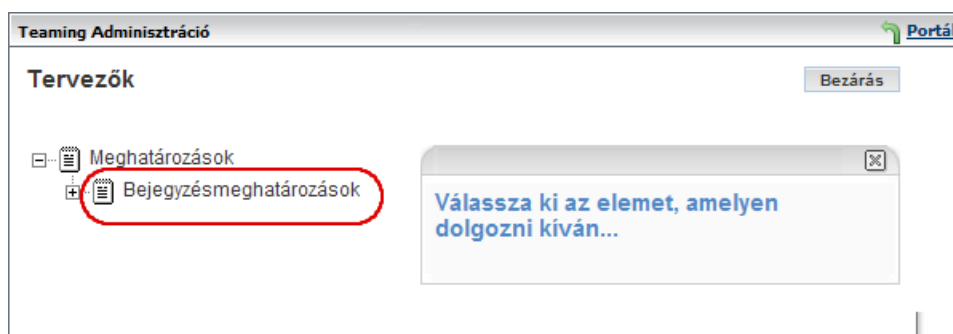 Teaming Adminisztráció
Portál
Tervezők
Bezárás
Meghatározások
Bejegyzésmeghatározások
Válassza ki az elemet, amelyen
dolgozni kíván...